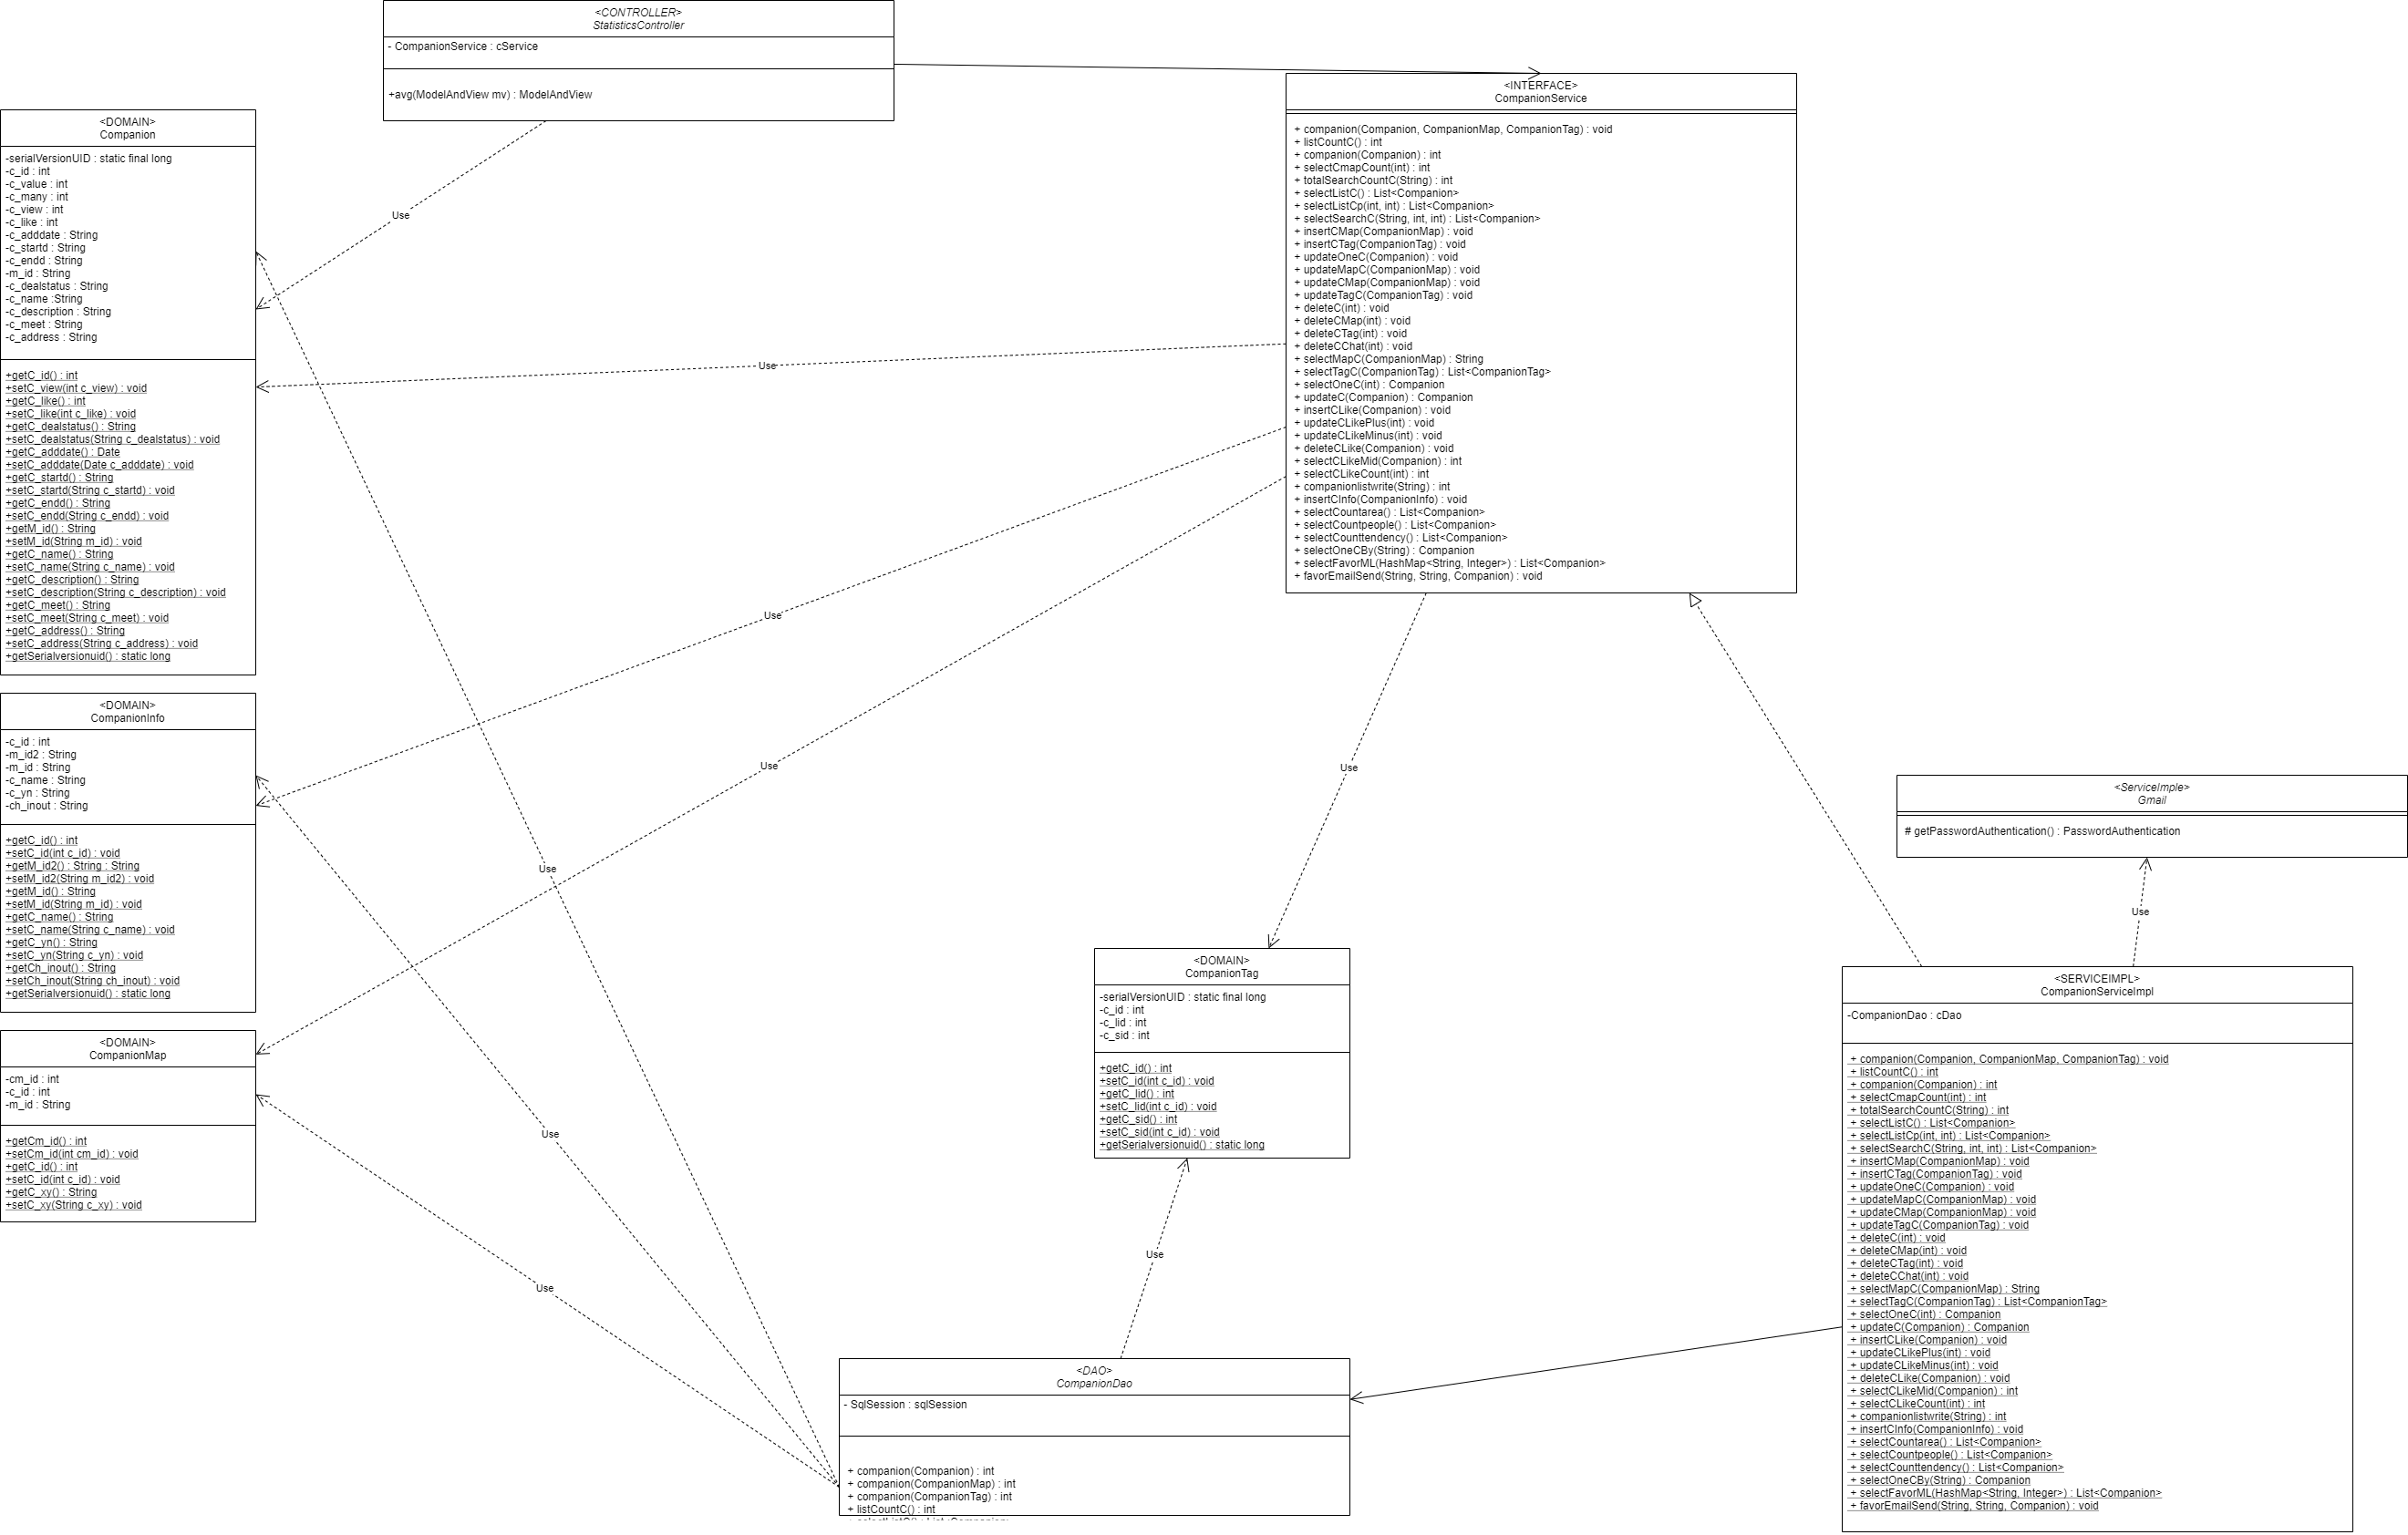 <CONTROLLER>
StatisticsController
- CompanionService : cService
+avg(ModelAndView mv) : ModelAndView
<INTERFACE>
CompanionService
+ companion(Companion, CompanionMap, CompanionTag) : void
+ listCountC() : int
+ companion(Companion) : int
+ selectCmapCount(int) : int
+ totalSearchCountC(String) : int
+ selectListC() : List<Companion>
+ selectListCp(int, int) : List<Companion>
+ selectSearchC(String, int, int) : List<Companion>
+ insertCMap(CompanionMap) : void
+ insertCTag(CompanionTag) : void
+ updateOneC(Companion) : void
+ updateMapC(CompanionMap) : void
+ updateCMap(CompanionMap) : void
+ updateTagC(CompanionTag) : void
+ deleteC(int) : void
+ deleteCMap(int) : void
+ deleteCTag(int) : void
+ deleteCChat(int) : void
+ selectMapC(CompanionMap) : String
+ selectTagC(CompanionTag) : List<CompanionTag>
+ selectOneC(int) : Companion
+ updateC(Companion) : Companion
+ insertCLike(Companion) : void
+ updateCLikePlus(int) : void
+ updateCLikeMinus(int) : void
+ deleteCLike(Companion) : void
+ selectCLikeMid(Companion) : int
+ selectCLikeCount(int) : int
+ companionlistwrite(String) : int
+ insertCInfo(CompanionInfo) : void
+ selectCountarea() : List<Companion>
+ selectCountpeople() : List<Companion>
+ selectCounttendency() : List<Companion>
+ selectOneCBy(String) : Companion
+ selectFavorML(HashMap<String, Integer>) : List<Companion>
+ favorEmailSend(String, String, Companion) : void
<DOMAIN>
Companion
-serialVersionUID : static final long
-c_id : int
-c_value : int
-c_many : int
-c_view : int
-c_like : int
-c_adddate : String
-c_startd : String
-c_endd : String
-m_id : String
-c_dealstatus : String
-c_name :String
-c_description : String
-c_meet : String
-c_address : String
+getC_id() : int
+setC_view(int c_view) : void
+getC_like() : int
+setC_like(int c_like) : void
+getC_dealstatus() : String
+setC_dealstatus(String c_dealstatus) : void
+getC_adddate() : Date
+setC_adddate(Date c_adddate) : void
+getC_startd() : String
+setC_startd(String c_startd) : void
+getC_endd() : String
+setC_endd(String c_endd) : void
+getM_id() : String
+setM_id(String m_id) : void
+getC_name() : String
+setC_name(String c_name) : void
+getC_description() : String
+setC_description(String c_description) : void
+getC_meet() : String
+setC_meet(String c_meet) : void
+getC_address() : String
+setC_address(String c_address) : void
+getSerialversionuid() : static long
Use
Use
Use
Use
Use
Use
Use
Use
Use
Use
Use
<DOMAIN>
CompanionInfo
-c_id : int
-m_id2 : String
-m_id : String
-c_name : String
-c_yn : String
-ch_inout : String
+getC_id() : int
+setC_id(int c_id) : void
+getM_id2() : String : String
+setM_id2(String m_id2) : void
+getM_id() : String
+setM_id(String m_id) : void
+getC_name() : String
+setC_name(String c_name) : void
+getC_yn() : String
+setC_yn(String c_yn) : void
+getCh_inout() : String
+setCh_inout(String ch_inout) : void
+getSerialversionuid() : static long
<DOMAIN>
CompanionMap
-cm_id : int
-c_id : int
-m_id : String
+getCm_id() : int
+setCm_id(int cm_id) : void
+getC_id() : int
+setC_id(int c_id) : void
+getC_xy() : String
+setC_xy(String c_xy) : void
<DOMAIN>
CompanionTag
-serialVersionUID : static final long
-c_id : int
-c_lid : int
-c_sid : int
+getC_id() : int
+setC_id(int c_id) : void
+getC_lid() : int
+setC_lid(int c_id) : void
+getC_sid() : int
+setC_sid(int c_id) : void
+getSerialversionuid() : static long
<ServiceImple>
Gmail
# getPasswordAuthentication() : PasswordAuthentication
<SERVICEIMPL>
CompanionServiceImpl
-CompanionDao : cDao
+ companion(Companion, CompanionMap, CompanionTag) : void
+ listCountC() : int
+ companion(Companion) : int
+ selectCmapCount(int) : int
+ totalSearchCountC(String) : int
+ selectListC() : List<Companion>
+ selectListCp(int, int) : List<Companion>
+ selectSearchC(String, int, int) : List<Companion>
+ insertCMap(CompanionMap) : void
+ insertCTag(CompanionTag) : void
+ updateOneC(Companion) : void
+ updateMapC(CompanionMap) : void
+ updateCMap(CompanionMap) : void
+ updateTagC(CompanionTag) : void
+ deleteC(int) : void
+ deleteCMap(int) : void
+ deleteCTag(int) : void
+ deleteCChat(int) : void
+ selectMapC(CompanionMap) : String
+ selectTagC(CompanionTag) : List<CompanionTag>
+ selectOneC(int) : Companion
+ updateC(Companion) : Companion
+ insertCLike(Companion) : void
+ updateCLikePlus(int) : void
+ updateCLikeMinus(int) : void
+ deleteCLike(Companion) : void
+ selectCLikeMid(Companion) : int
+ selectCLikeCount(int) : int
+ companionlistwrite(String) : int
+ insertCInfo(CompanionInfo) : void
+ selectCountarea() : List<Companion>
+ selectCountpeople() : List<Companion>
+ selectCounttendency() : List<Companion>
+ selectOneCBy(String) : Companion
+ selectFavorML(HashMap<String, Integer>) : List<Companion>
+ favorEmailSend(String, String, Companion) : void
<DAO>
CompanionDao
- SqlSession : sqlSession
+ companion(Companion) : int
+ companion(CompanionMap) : int
+ companion(CompanionTag) : int
+ listCountC() : int